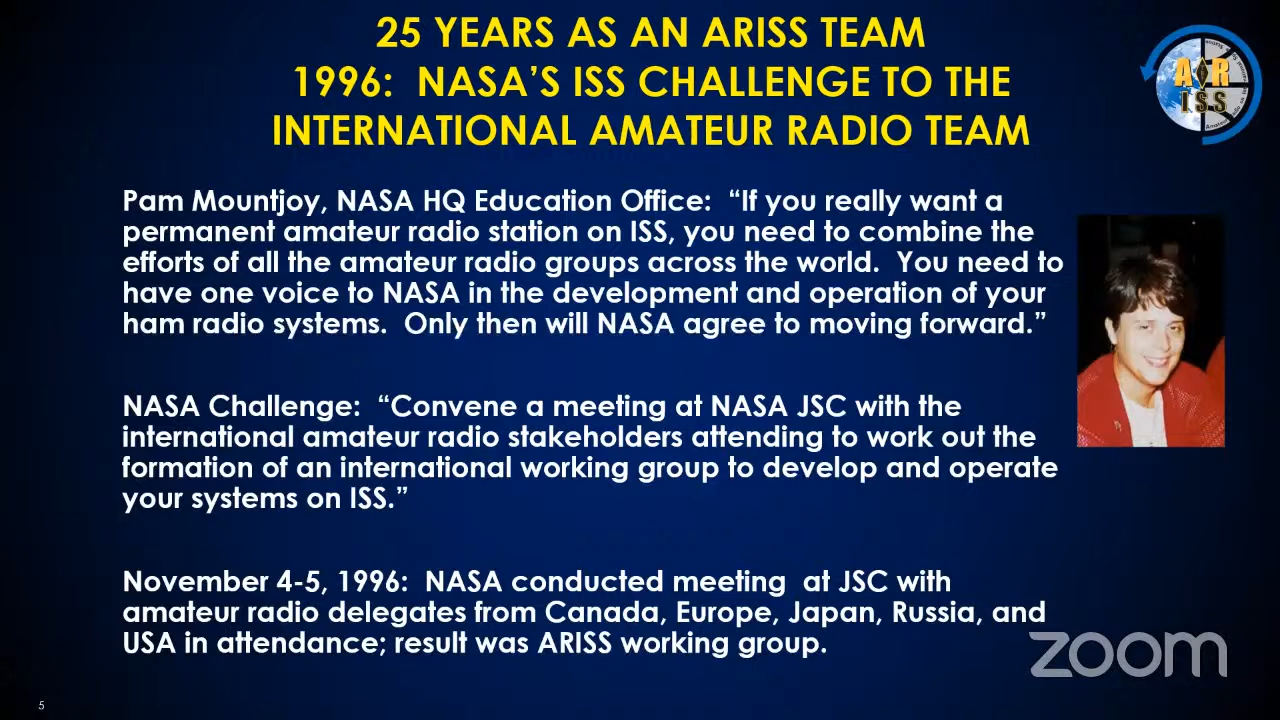 25 YEARS AS AN ARISS TEAM
1996:  NASA’S ISS CHALLENGE TO THE
INTERNATIONAL AMATEUR RADIO TEAM
AR
ISS
Pam Mountjoy, NASA HQ Education Office:  “If you really want a
permanent amateur radio station on ISS, you need to combine the
efforts of all the amateur radio groups across the world.  You need to
have one voice to NASA in the development and operation of your
ham radio systems.  Only then will NASA agree to moving forward.”
NASA Challenge:  “Convene a meeting at NASA JSC with the
international amateur radio stakeholders attending to work out the
formation of an international working group to develop and operate
your systems on ISS.”
November 4-5, 1996:  NASA conducted meeting  at JSC with
amateur radio delegates from Canada, Europe, Japan, Russia, and
USA in attendance; result was ARISS working group.
zoom
5